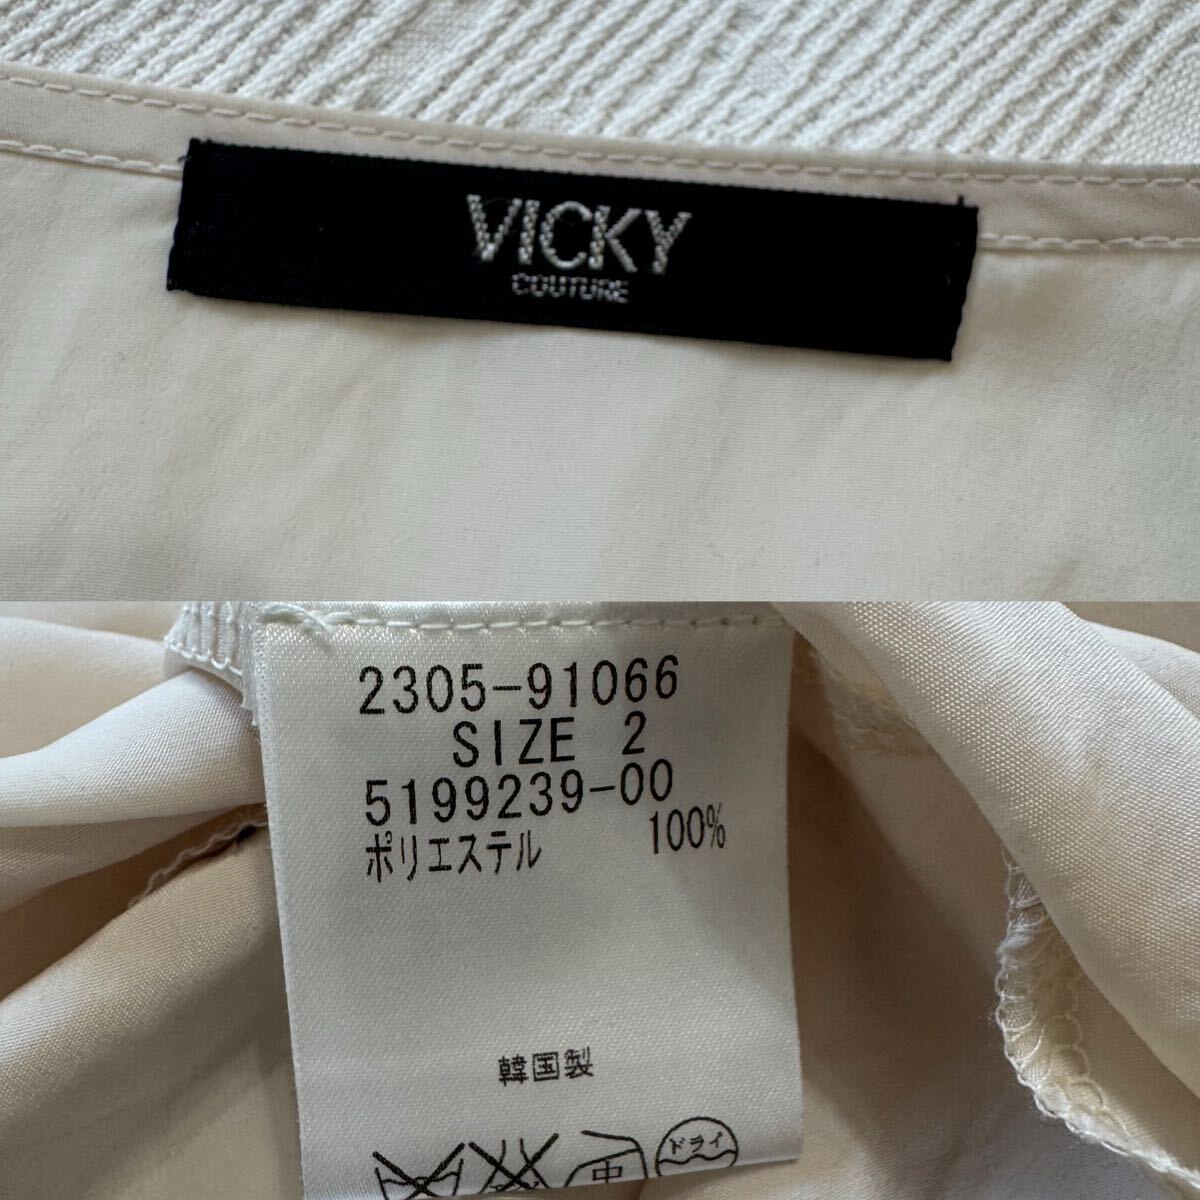 VICKY
COUTURE
2305-91066
SIZE 2
5199239-00
ポリエステル 100%
韓国製
中 ドライ